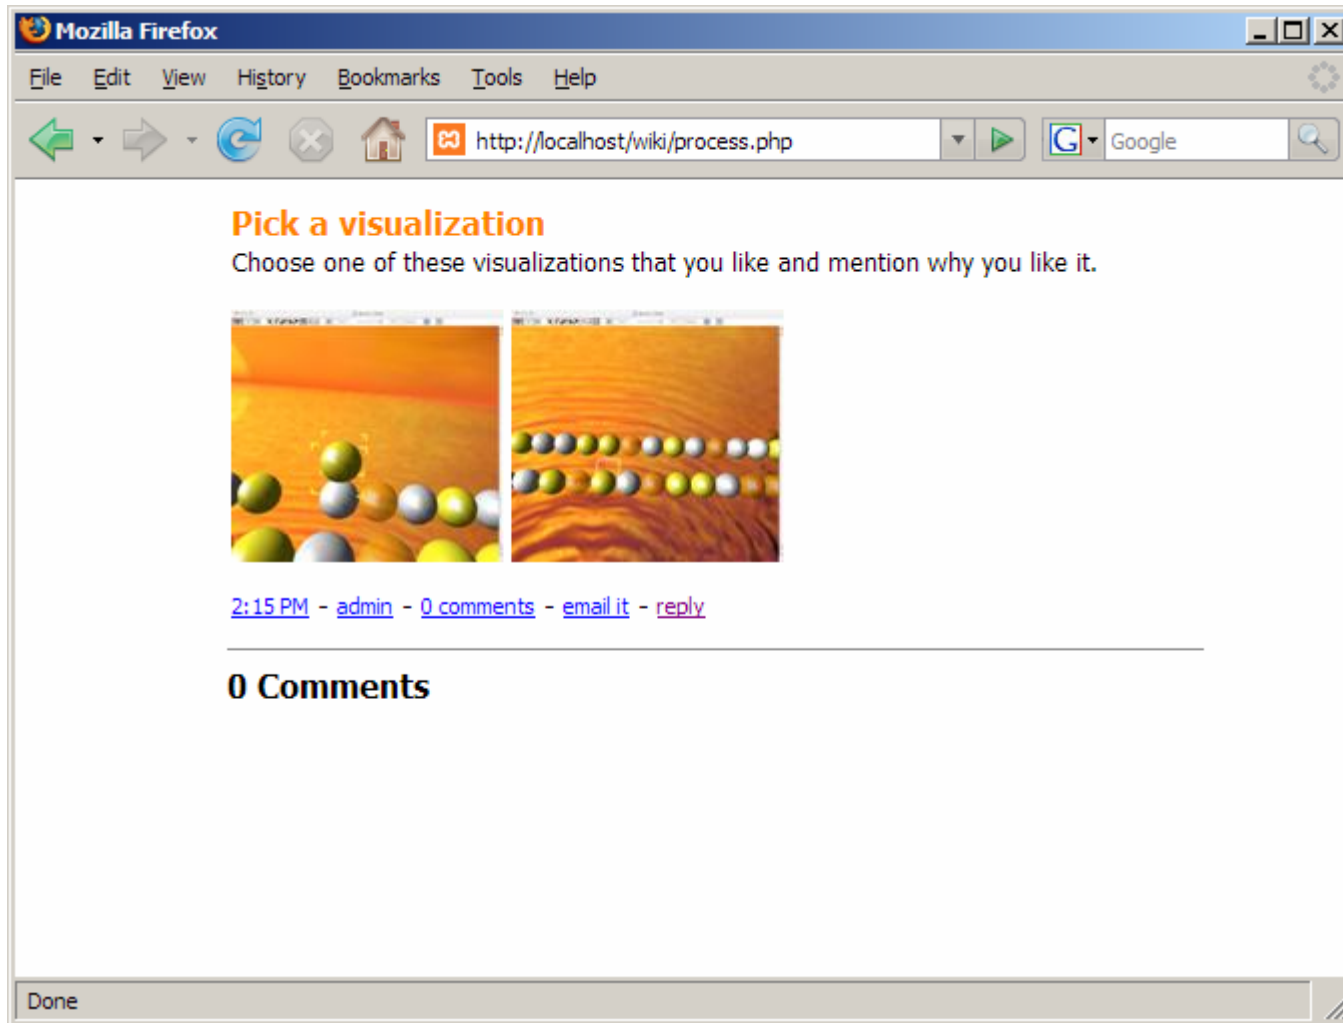 Mozilla Firefox
File Edit View History Bookmarks Tools Help
http://localhost/wiki/process.php
G Google
Pick a visualization
Choose one of these visualizations that you like and mention why you like it.
2:15 PM - admin - 0 comments - email it - reply
0 Comments
Done